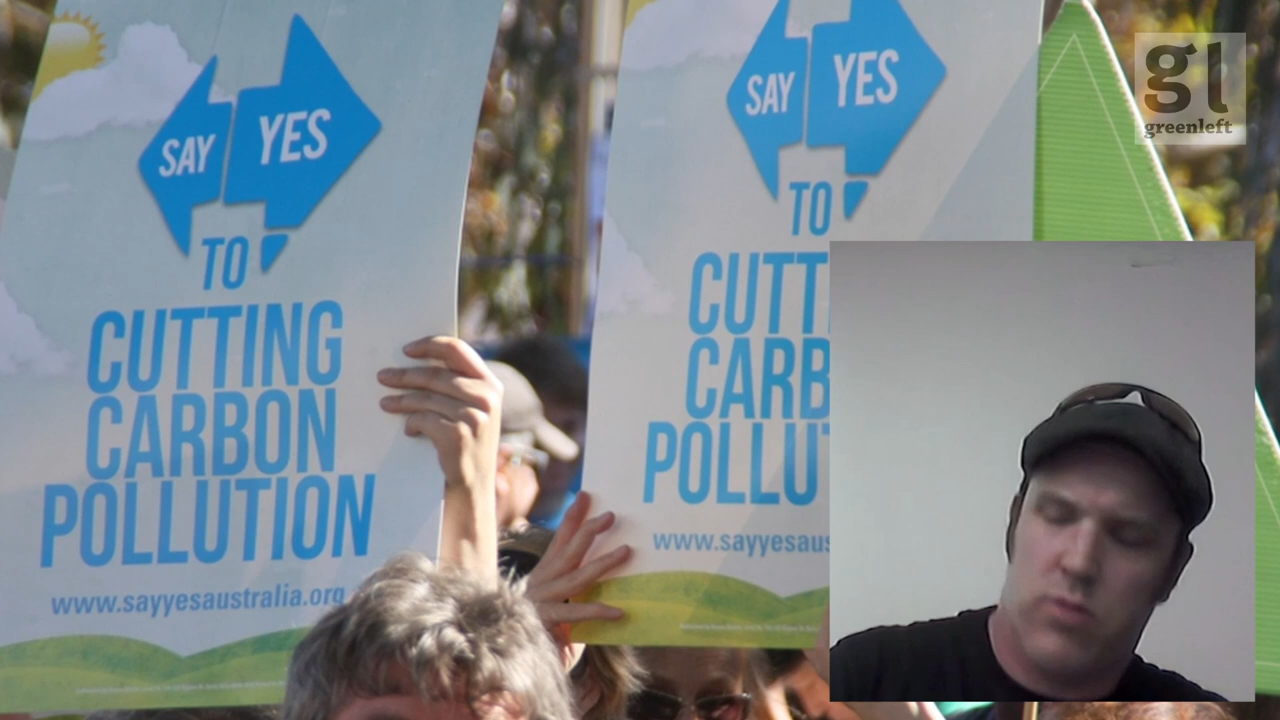 SAY YES
TO
CUTTING
CARBON
POLLUTION
www.sayyesaustralia.org
SAY YES
TO
CUTT
CARB
POLLU
www.sayyesaus
gl
greenleft